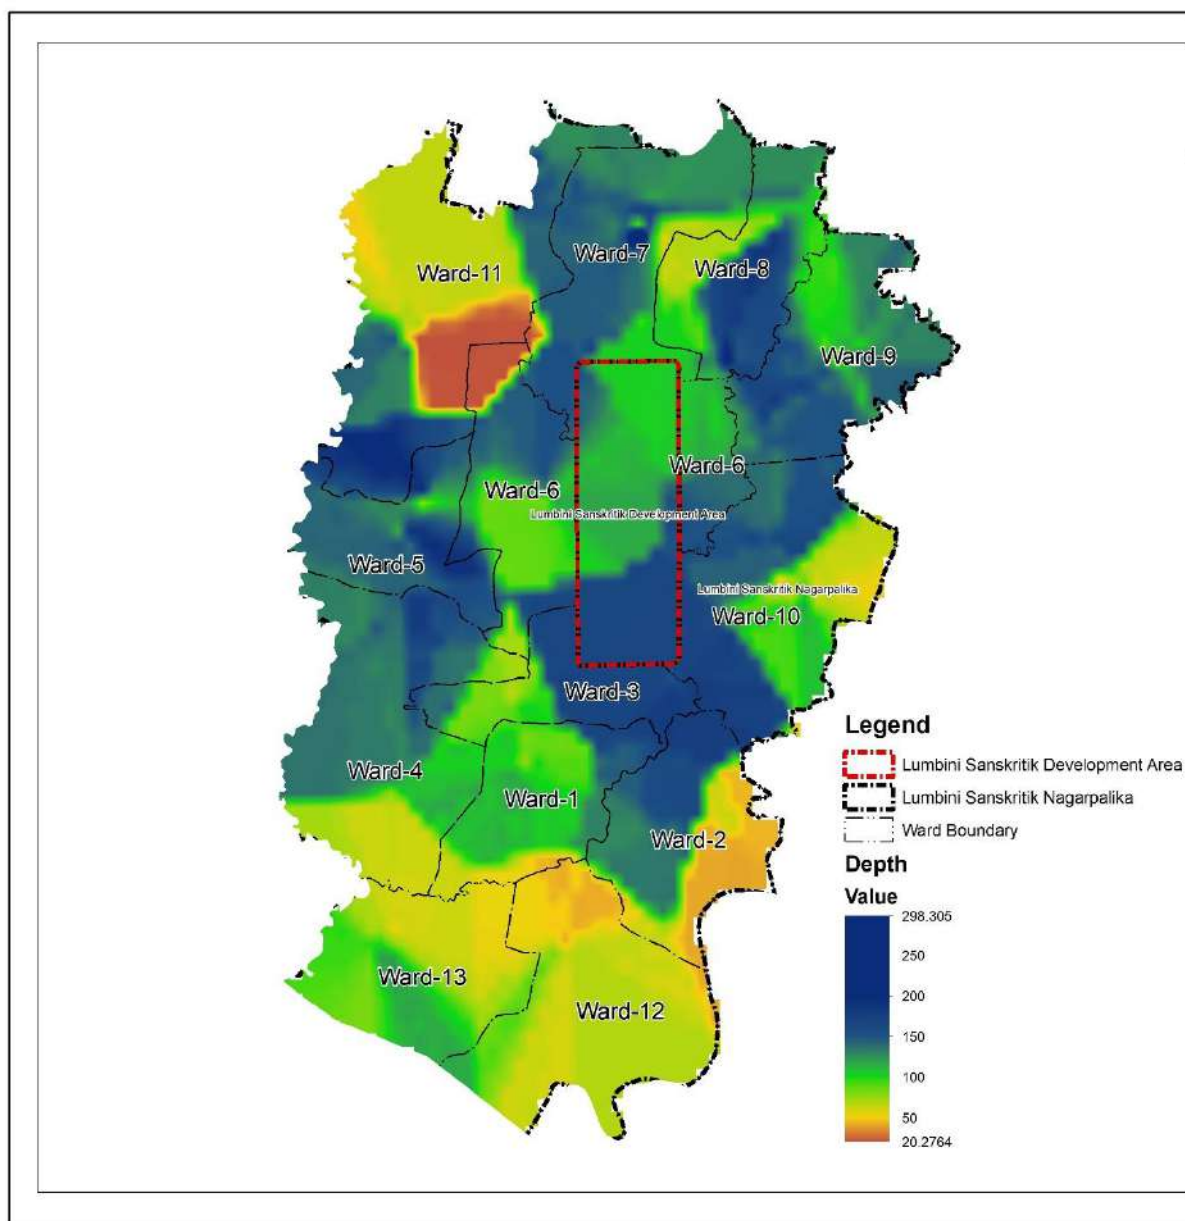 Ward-7
Ward-8
Ward-11
Ward-9
Ward-6
Ward-6
Lumbini Sanskritik Development Area
Ward-5
Lumbini Sanskritik Nagarpalika
Ward-10
Ward-3
Ward-4
Ward-1
Ward-2
Ward-13
Ward-12
Legend
Lumbini Sanskritik Development Area
Lumbini Sanskritik Nagarpalika
Ward Boundary
Depth
Value
298.305
250
200
150
100
50
20.2764